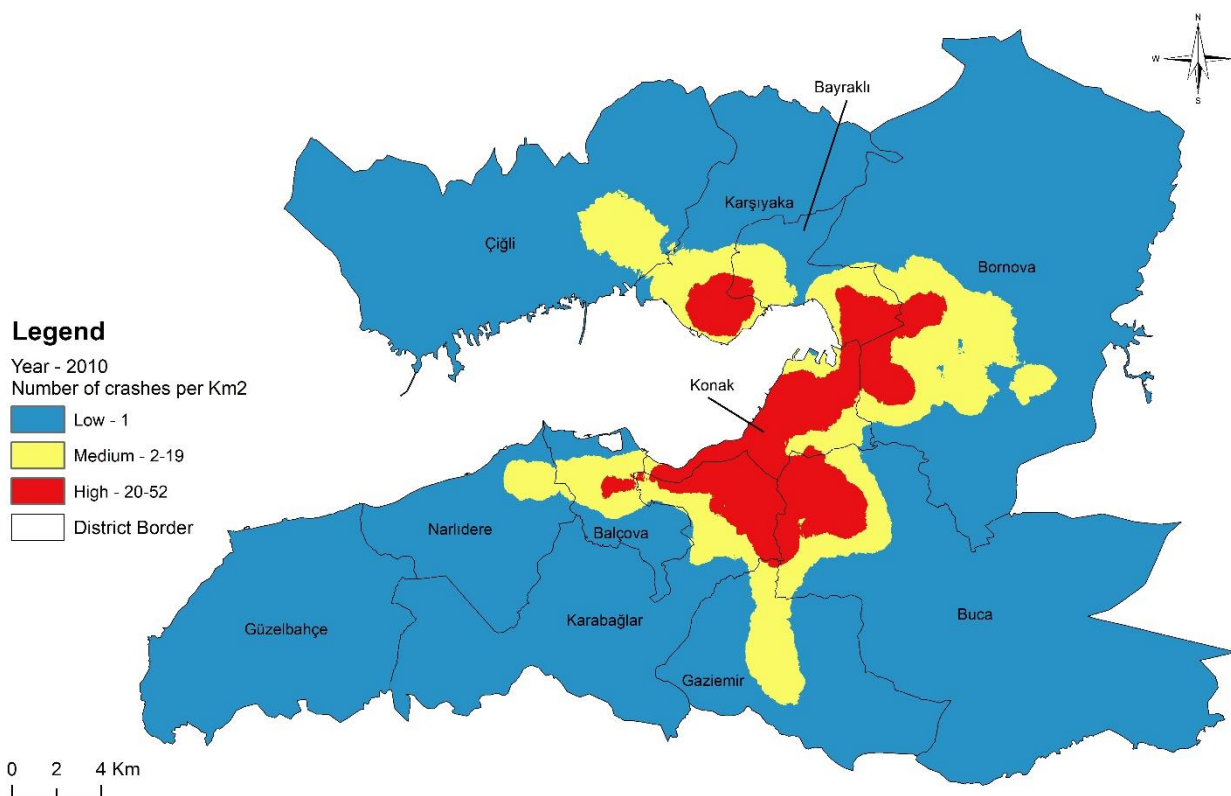 N
W
S
Bayraklı
Karşıyaka
Çiğli
Bornova
Legend
Year - 2010
Number of crashes per Km2
Low - 1
Medium - 2-19
High - 20-52
District Border
Konak
Narlıdere
Balçova
Güzelbahçe
Karabağlar
Buca
Gaziemir
0 2 4 Km